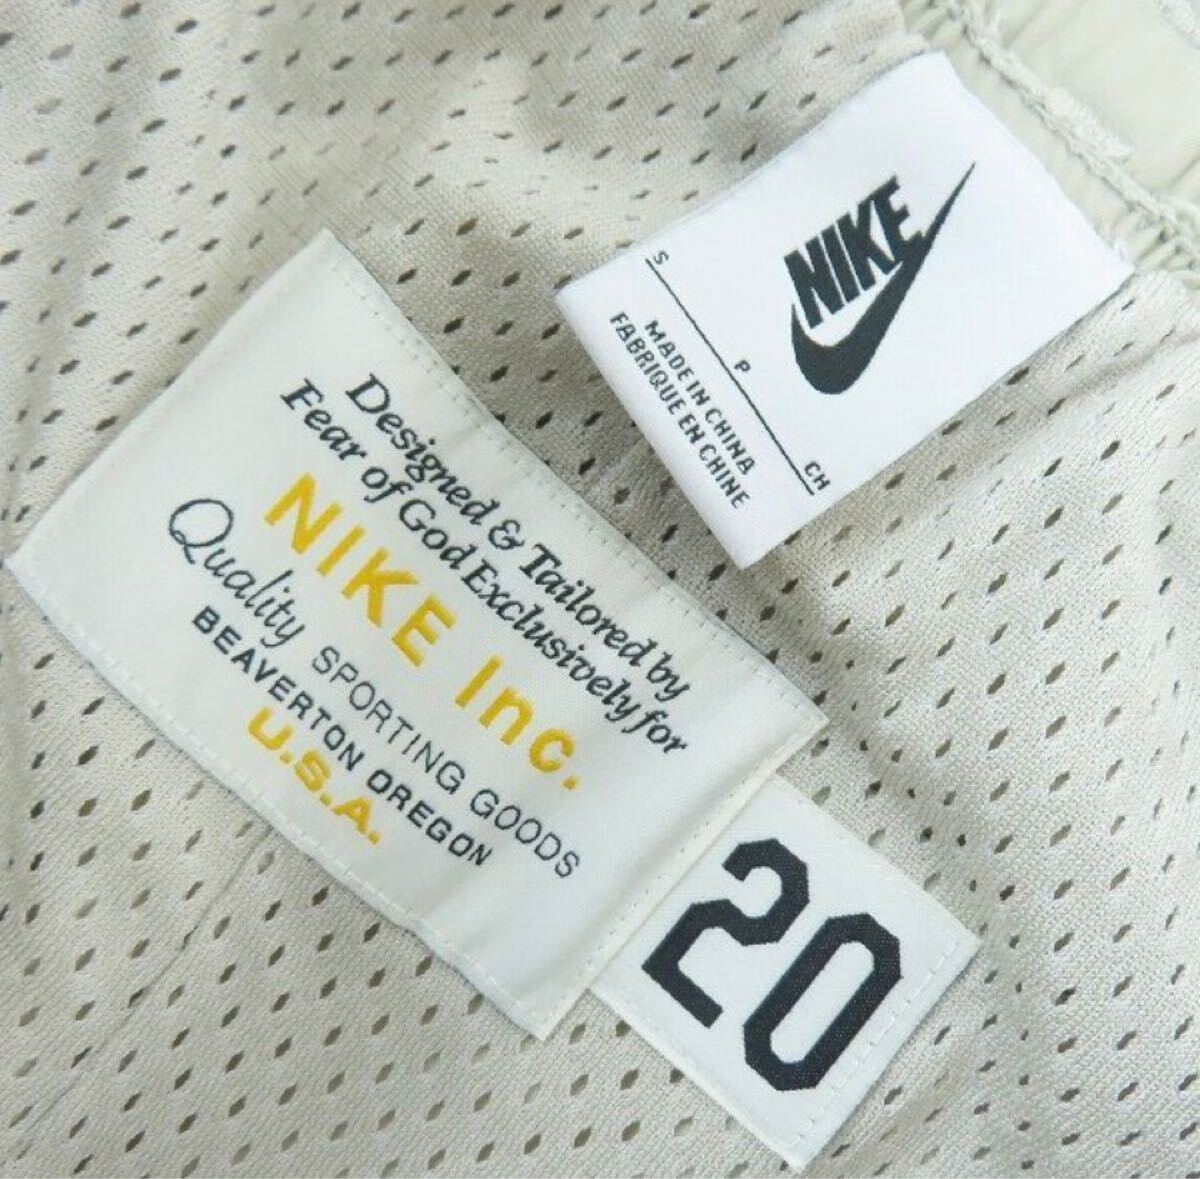 NIKE
S P CH
MADE IN CHINA
FABRIQUE EN CHINE
Designed & Tailored by
Fear of God Exclusively for
NIKE Inc.
Quality SPORTING GOODS
BEAVERTON OREGON
U.S.A.
20